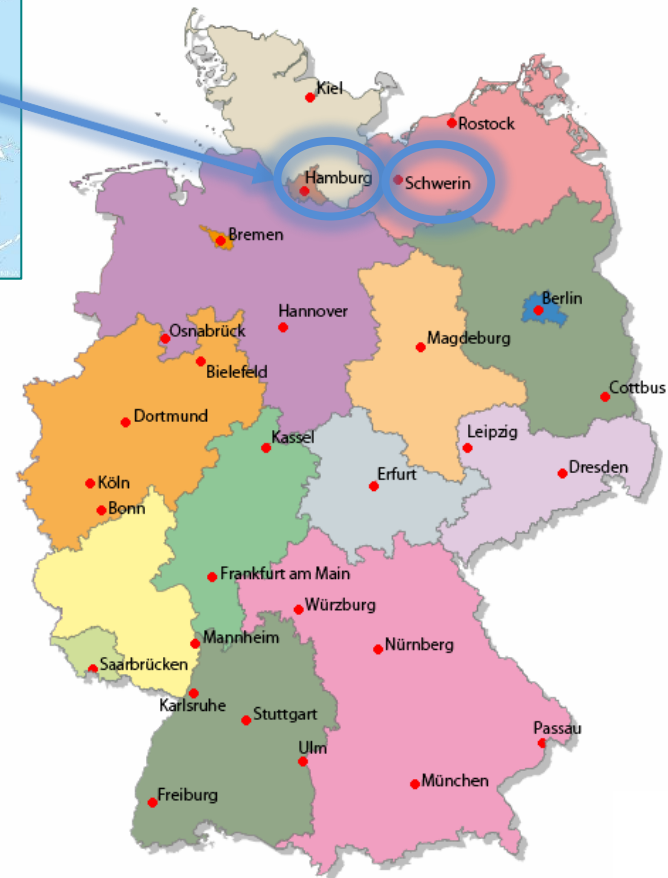 Kiel
Rostock
Hamburg
Schwerin
Bremen
Berlin
Hannover
Osnabrück
Magdeburg
Bielefeld
Cottbus
Dortmund
Leipzig
Kassel
Dresden
Erfurt
Köln
Bonn
Frankfurt am Main
Würzburg
Mannheim
Nürnberg
Saarbrücken
Karlsruhe
Stuttgart
Passau
Ulm
München
Freiburg